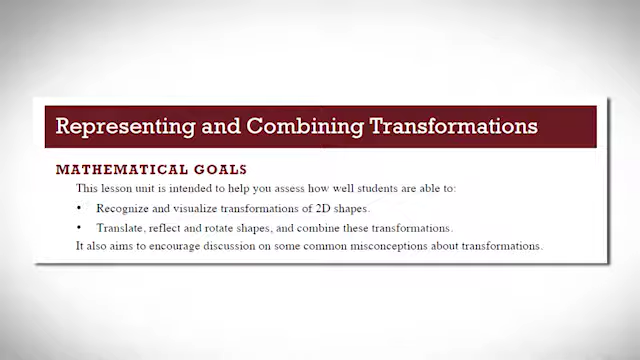 Representing and Combining Transformations
MATHEMATICAL GOALS
This lesson unit is intended to help you assess how well students are able to:
• Recognize and visualize transformations of 2D shapes.
• Translate, reflect and rotate shapes, and combine these transformations.
It also aims to encourage discussion on some common misconceptions about transformations.